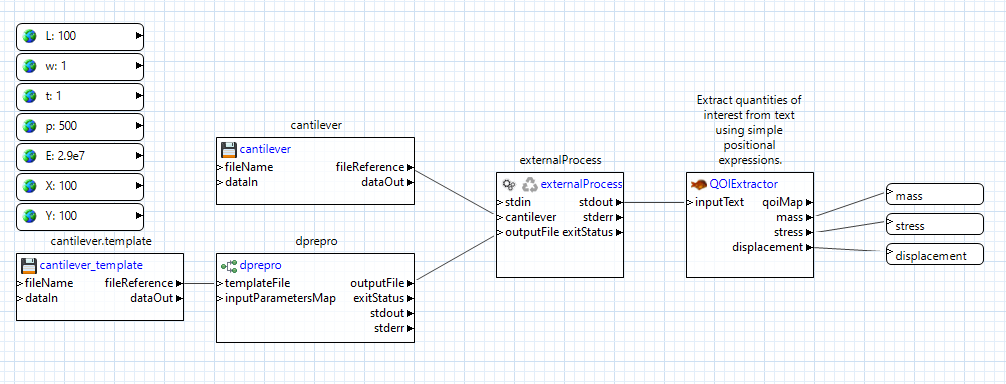 L: 100
w: 1
t: 1
p: 500
E: 2.9e7
X: 100
Y: 100
cantilever.template
cantilever_template
fileName fileReference
dataIn dataOut
cantilever
cantilever
fileName fileReference
dataIn dataOut
dprepro
dprepro
templateFile outputFile
inputParametersMap exitStatus
stdout
stderr
externalProcess
externalProcess
stdin stdout
cantilever stderr
outputFile exitStatus
Extract quantities of
interest from text
using simple
positional
expressions.
QOIExtractor
inputText qoiMap
mass
stress
displacement
mass
stress
displacement